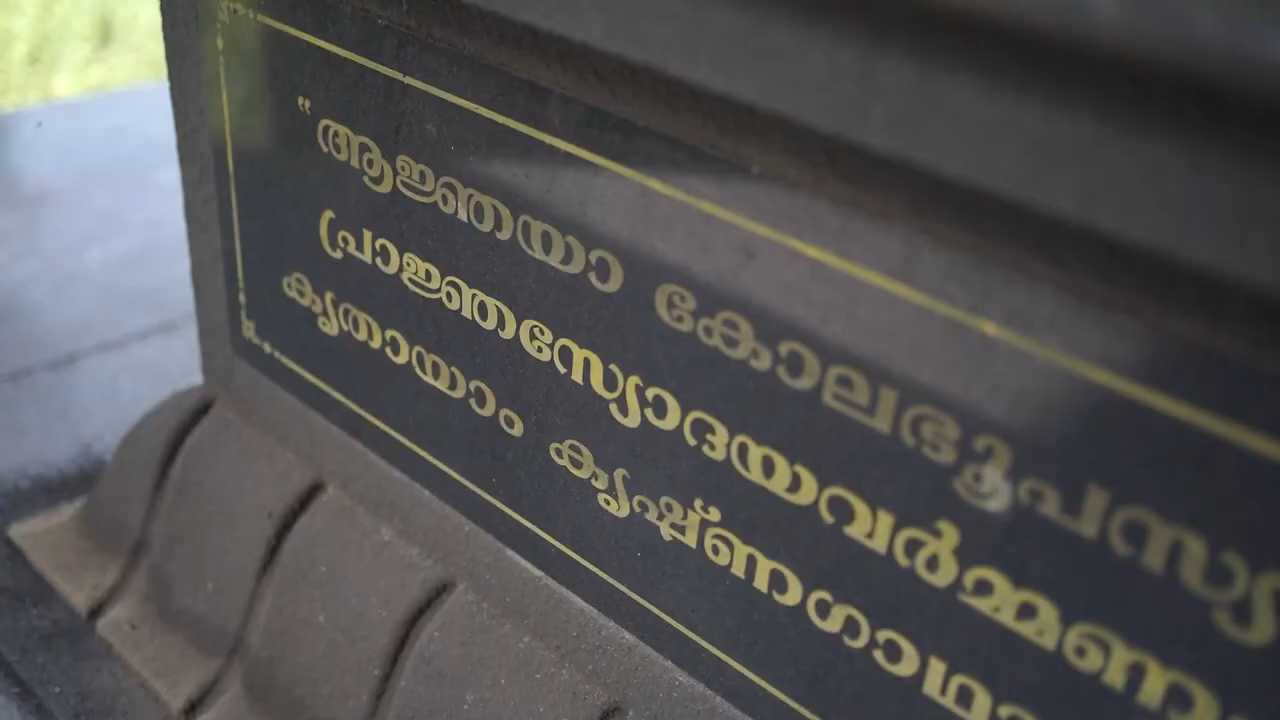 “ആജ്ഞയാ കോലഭൂപസ്യ
പ്രാജ്ഞസ്യോദയവർമ്മണ
കൃതായാം കൃഷ്ണഗാഥാ